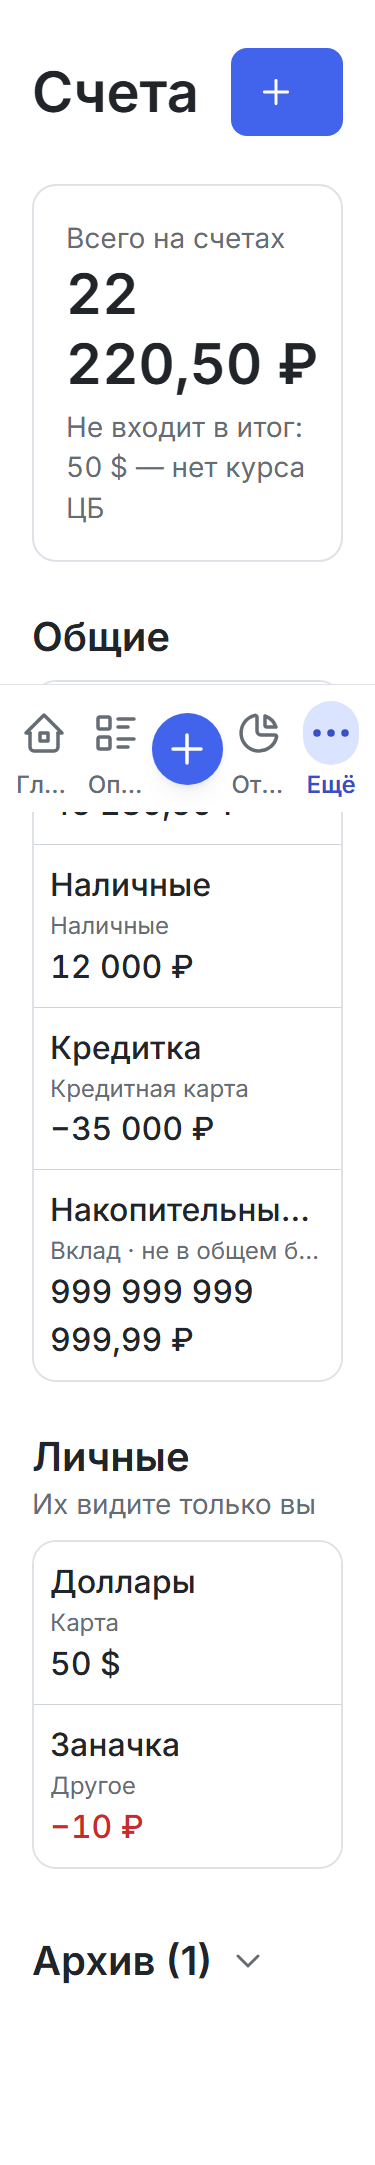 Счета
Всего на счетах
22
220,50 ₽
Не входит в итог:
50 $ — нет курса
ЦБ
Общие
Гл...
Оп...
От...
Ещё
Наличные
Наличные
12 000 ₽
Кредитка
Кредитная карта
−35 000 ₽
Накопительны...
Вклад · не в общем б...
999 999 999
999,99 ₽
Личные
Их видите только вы
Доллары
Карта
50 $
Заначка
Другое
−10 ₽
Архив (1)